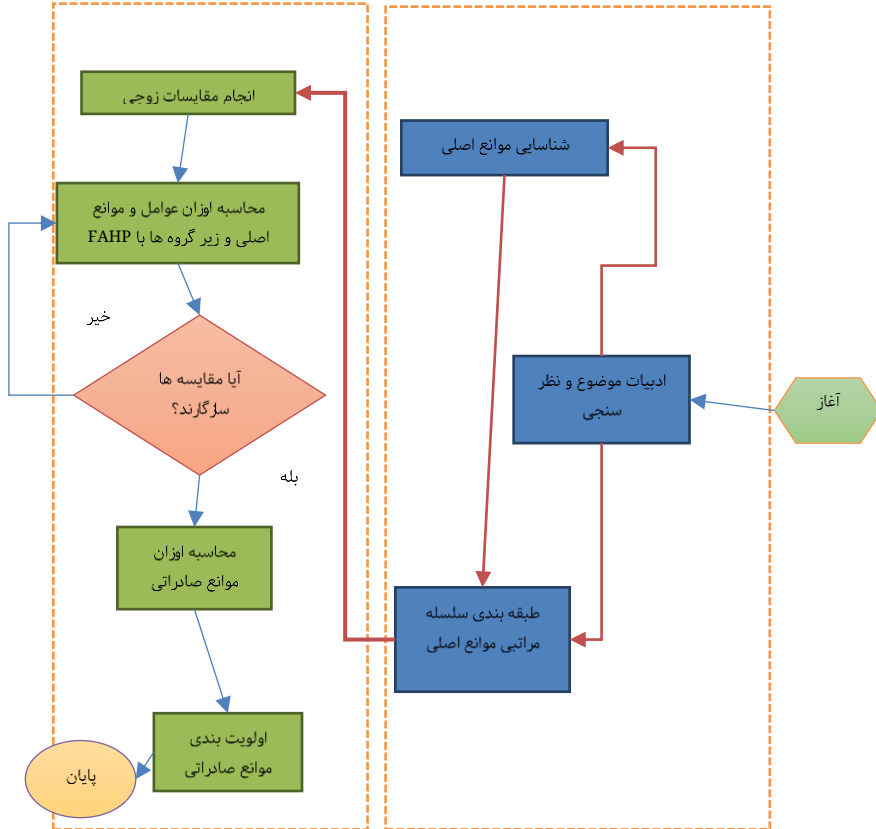 آغاز
ادبیات موضوع و نظر
سنجی
شناسایی موانع اصلی
طبقه بندی سلسله
مراتبی موانع اصلی
انجام مقایسات زوجی
محاسبه اوزان عوامل و موانع
اصلی و زیر گروه ها با FAHP
خیر
آیا مقایسه ها
سازگارند؟
بله
محاسبه اوزان
موانع صادراتی
اولویت بندی
موانع صادراتی
پایان